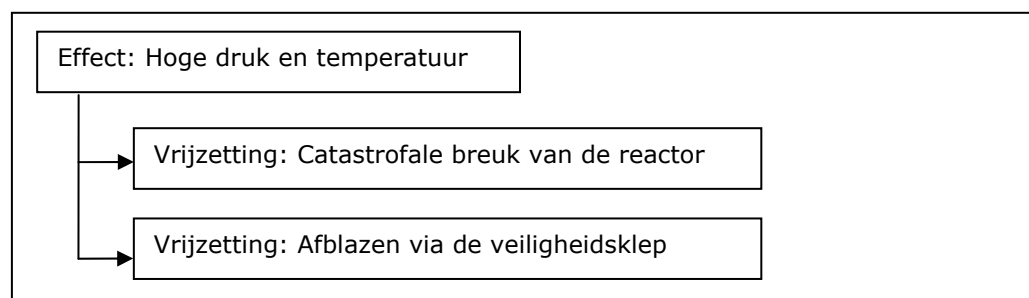 Effect: Hoge druk en temperatuur
Vrijzetting: Catastrofale breuk van de reactor
Vrijzetting: Afblazen via de veiligheidsklep